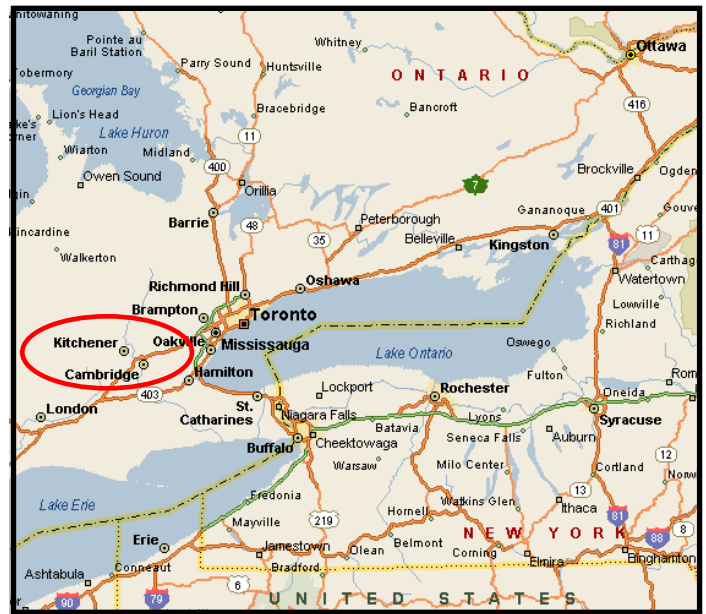 anitowaning
Pointe au
Baril Station
Whitney
Ottawa
Tobermory
Parry Sound
Huntsville
ONTARIO
Georgian Bay
Bracebridge
Bancroft
416
Lion's Head
Lake Huron
11
Wiarton
Midland
400
Brockville
Ogden
Owen Sound
Orillia
7
Gananoque
401
Gouve
Barrie
Peterborough
48
35
Belleville
Kingston
81
11
incardine
Walkerton
Carthag
Watertown
Richmond Hill
Oshawa
Lowville
Brampton
Toronto
Richland
Kitchener
Oakville
Mississauga
Lake Ontario
Oswego
Cambridge
Hamilton
Fulton
Rom
403
Lockport
Rochester
Oneida
London
St.
Catharines
Niagara Falls
Batavia
Lyons
Syracuse
Buffalo
Cheektowaga
Seneca Falls
Auburn
Warsaw
Milo Center
Cortland
12
Norw
Lake Erie
Fredonia
13
Watkins Glen
Ithaca
Mayville
219
Hornell
81
NEW YORK
88
8
Erie
Jamestown
Olean
Belmont
Corning
Elmira
Binghamton
Conneaut
Bradford
Ashtabula
6
90
79
UNITED STATES